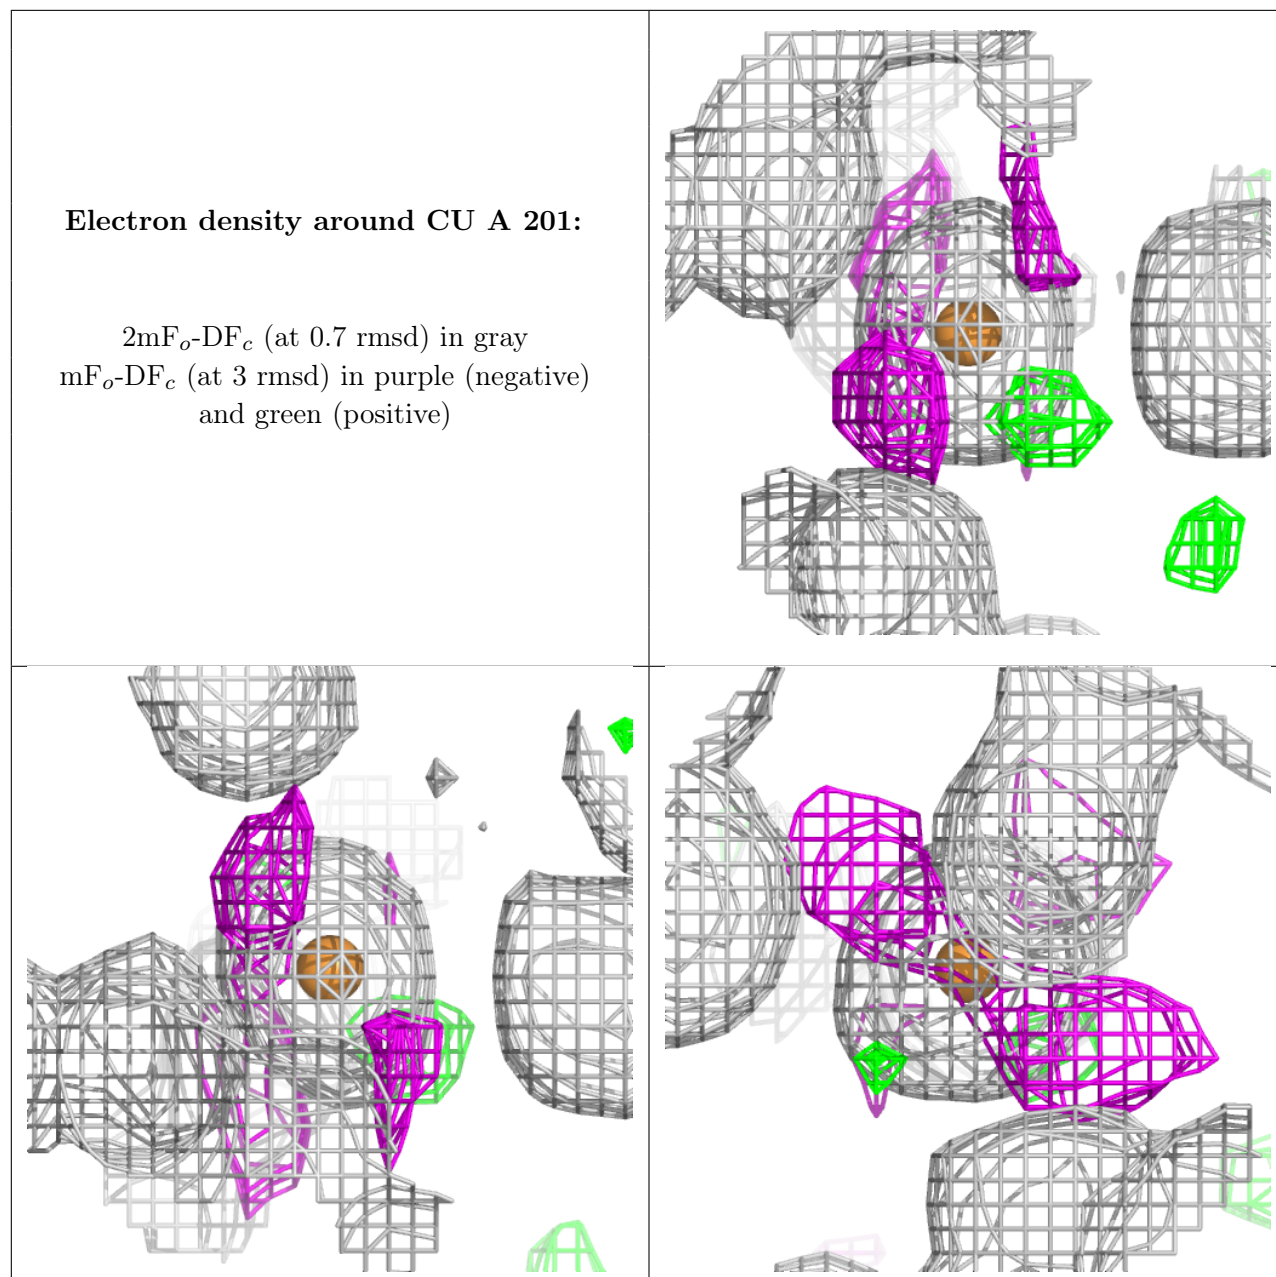 Electron density around CU A 201:
2mFₒ-DF𝒸 (at 0.7 rmsd) in gray
mFₒ-DF𝒸 (at 3 rmsd) in purple (negative)
and green (positive)